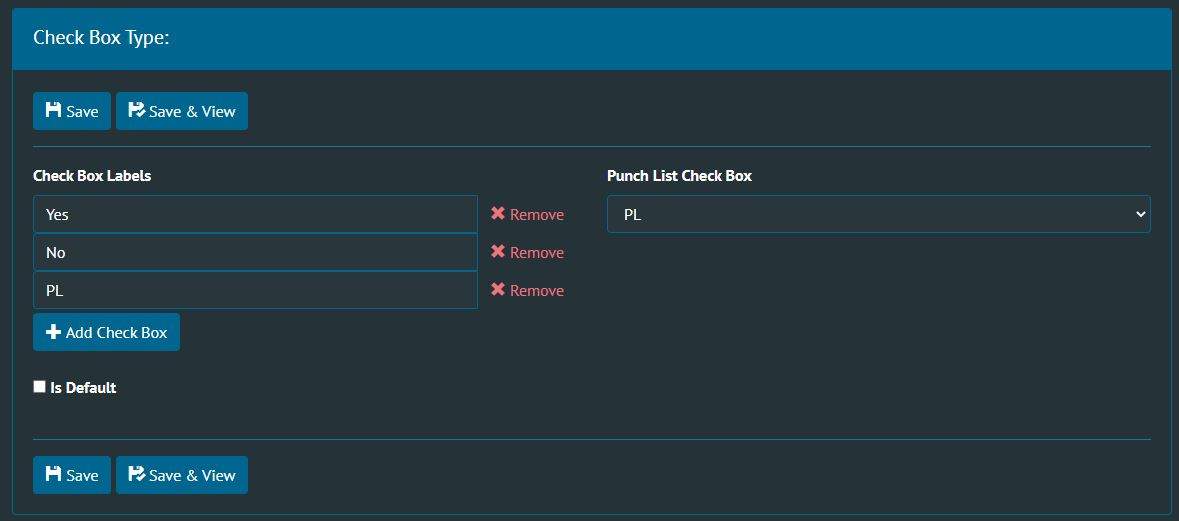 Check Box Type:
Save Save & View
Check Box Labels Punch List Check Box
Yes Remove PL
No Remove
PL Remove
Add Check Box
Is Default
Save Save & View